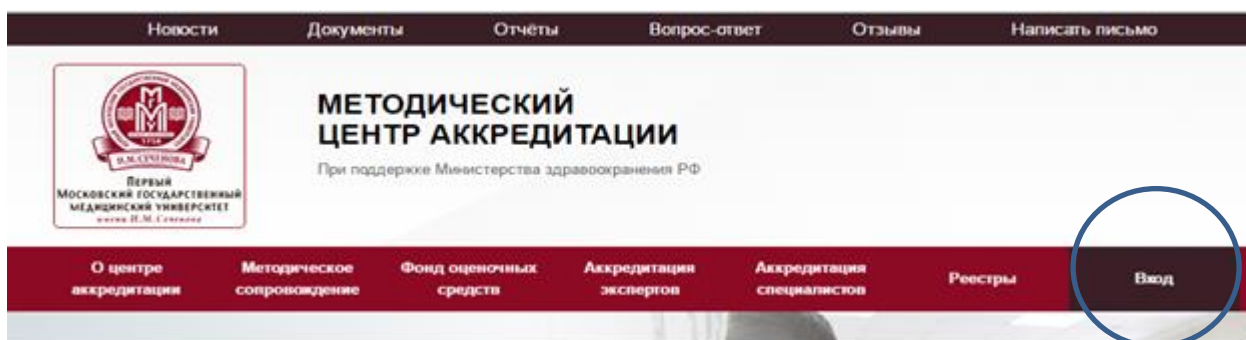 Новости Документы Отчёты Вопрос-ответ Отзывы Написать письмо
МЕТОДИЧЕСКИЙ
ЦЕНТР АККРЕДИТАЦИИ
При поддержке Министерства здравоохранения РФ
1758
И.М. СЕЧЕНОВА
Первый
Московский государственный
медицинский университет
имени И.М. Сеченова
О центре
аккредитации
Методическое
сопровождение
Фонд оценочных
средств
Аккредитация
экспертов
Аккредитация
специалистов
Реестры
Вход